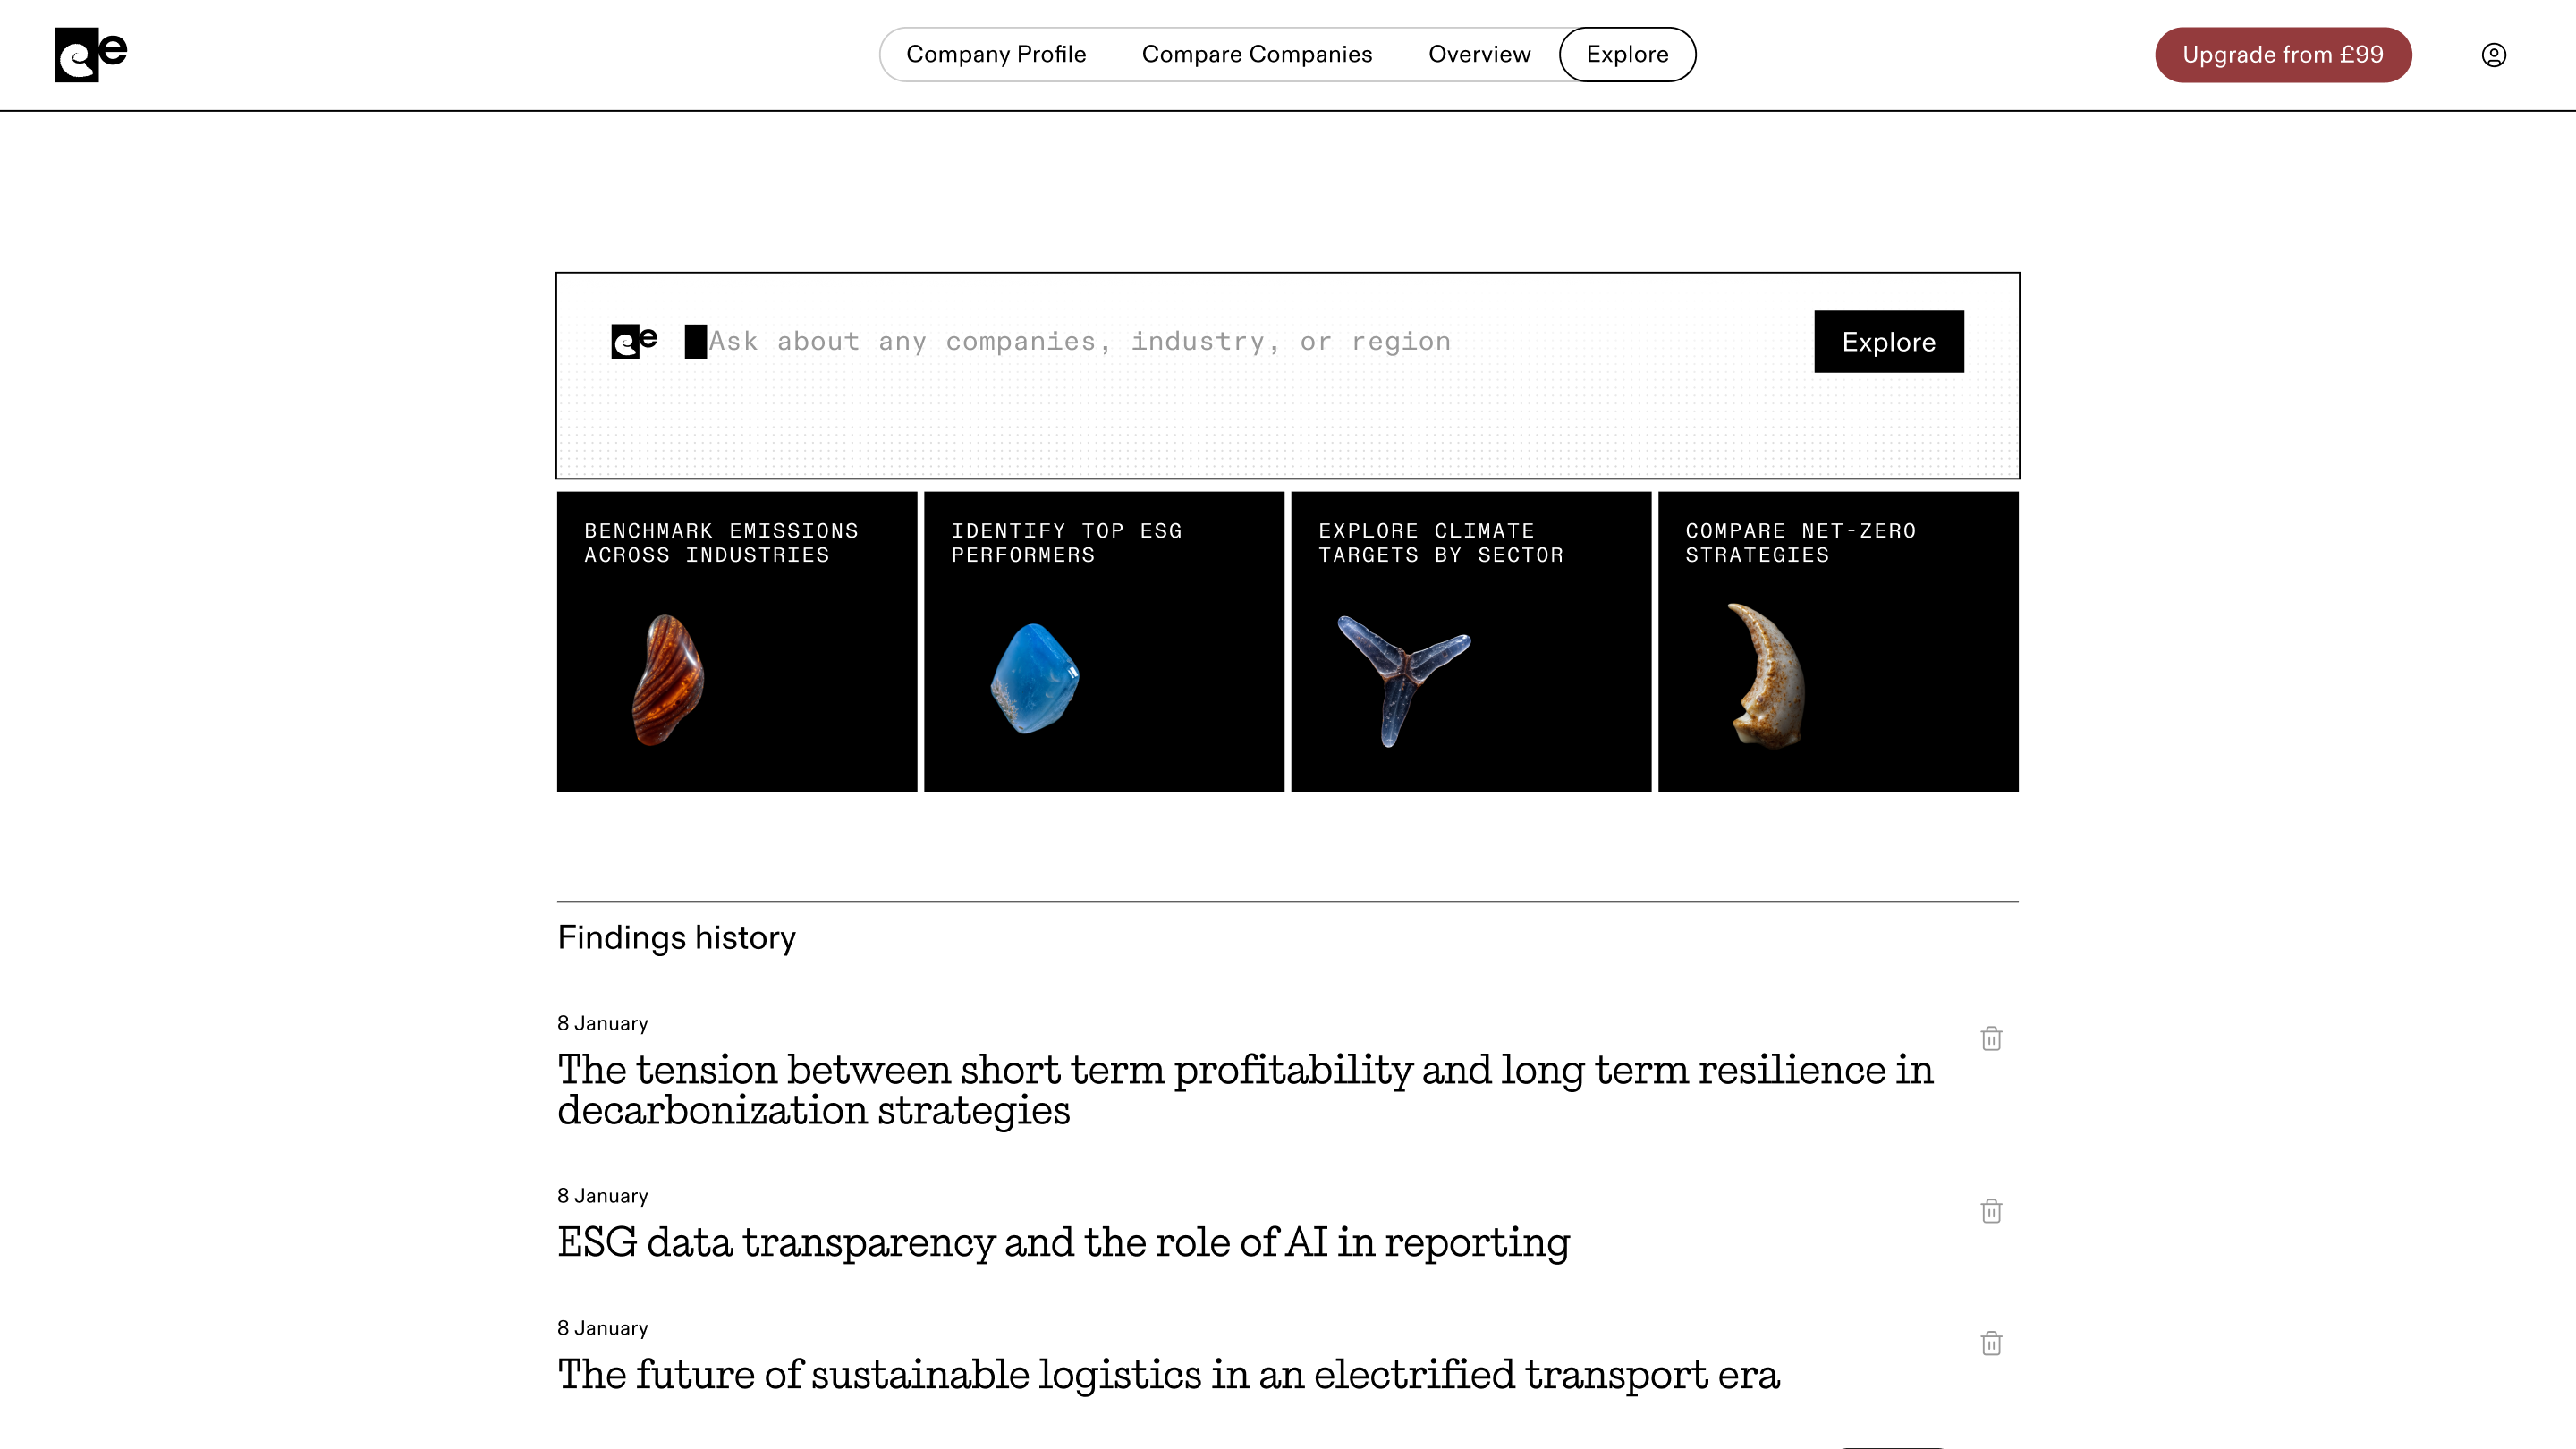 e
Company Profile
Compare Companies
Overview
Explore
Upgrade from £99
e
Ask about any companies, industry, or region
Explore
BENCHMARK EMISSIONS
ACROSS INDUSTRIES
IDENTIFY TOP ESG
PERFORMERS
EXPLORE CLIMATE
TARGETS BY SECTOR
COMPARE NET-ZERO
STRATEGIES
Findings history
8 January
The tension between short term profitability and long term resilience in
decarbonization strategies
8 January
ESG data transparency and the role of AI in reporting
8 January
The future of sustainable logistics in an electrified transport era